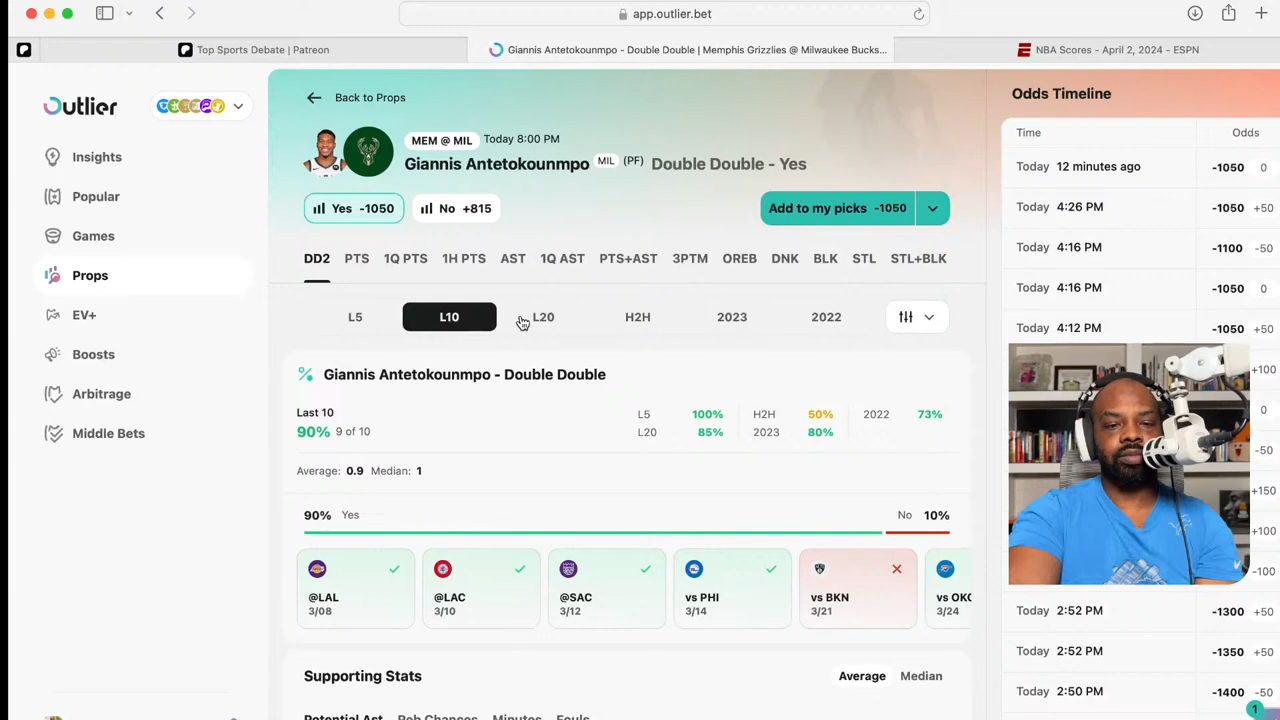 app.outlier.bet
Top Sports Debate | Patreon
Giannis Antetokounmpo - Double Double | Memphis Grizzlies @ Milwaukee Bucks...
NBA Scores - April 2, 2024 - ESPN
Outlier
Insights
Popular
Games
Props
EV+
Boosts
Arbitrage
Middle Bets
Back to Props
MEM @ MIL Today 8:00 PM
Giannis Antetokounmpo MIL (PF) Double Double - Yes
Yes -1050 No +815
Add to my picks -1050
DD2 PTS 1Q PTS 1H PTS AST 1Q AST PTS+AST 3PTM OREB DNK BLK STL STL+BLK
L5 L10 L20 H2H 2023 2022
Giannis Antetokounmpo - Double Double
Last 10
90% 9 of 10
L5 100% H2H 50% 2022 73%
L20 85% 2023 80%
Average: 0.9 Median: 1
90% Yes No 10%
@LAL
3/08
@LAC
3/10
@SAC
3/12
vs PHI
3/14
vs BKN
3/21
vs OKC
3/24
Supporting Stats
Average Median
Potential Ast Reb Chances Minutes Fouls
Odds Timeline
Time Odds
Today 12 minutes ago -1050 0
Today 4:26 PM -1050 +50
Today 4:16 PM -1100 -50
Today 4:16 PM -1050 0
Today 4:12 PM -1050 +50
+100
0
-50
+150
+100
-100
Today 2:52 PM -1300 +50
Today 2:52 PM -1350 +50
Today 2:50 PM -1400 -50
1